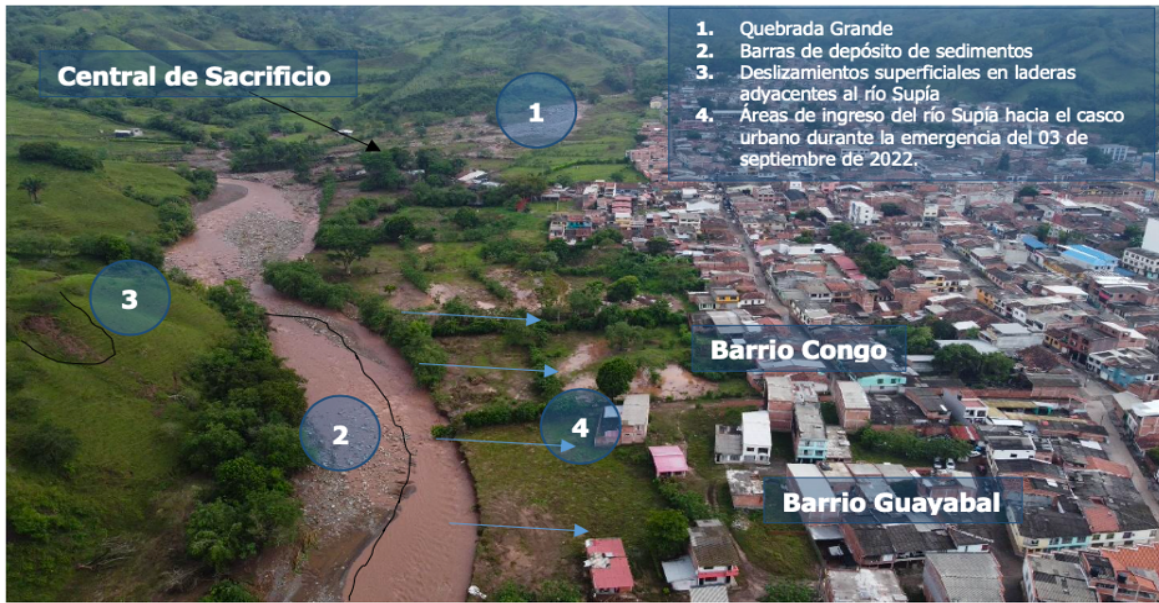 1. Quebrada Grande
2. Barras de depósito de sedimentos
3. Deslizamientos superficiales en laderas
adyacentes al río Supía
4. Áreas de ingreso del río Supía hacia el casco
urbano durante la emergencia del 03 de
septiembre de 2022.
Central de Sacrificio
1
3
Barrio Congo
2
4
Barrio Guayabal